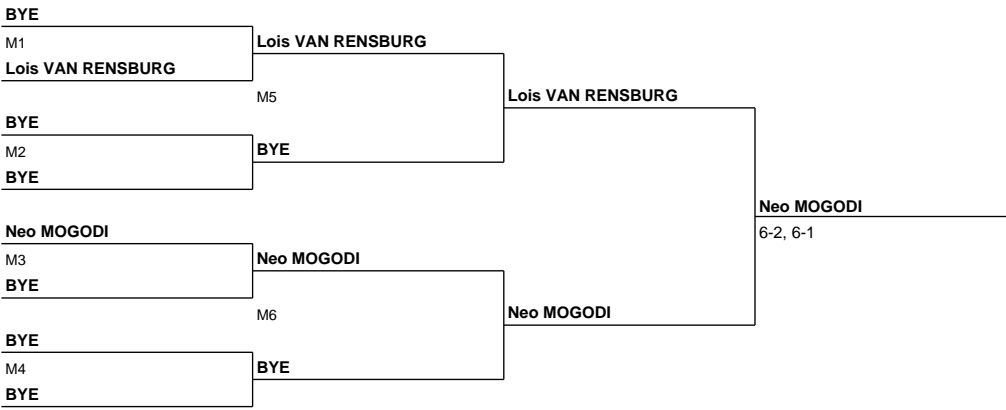 BYE
M1
Lois VAN RENSBURG
Lois VAN RENSBURG
M5
Lois VAN RENSBURG
BYE
M2
BYE
BYE
Neo MOGODI
6-2, 6-1
Neo MOGODI
M3
Neo MOGODI
BYE
M6
Neo MOGODI
BYE
M4
BYE
BYE